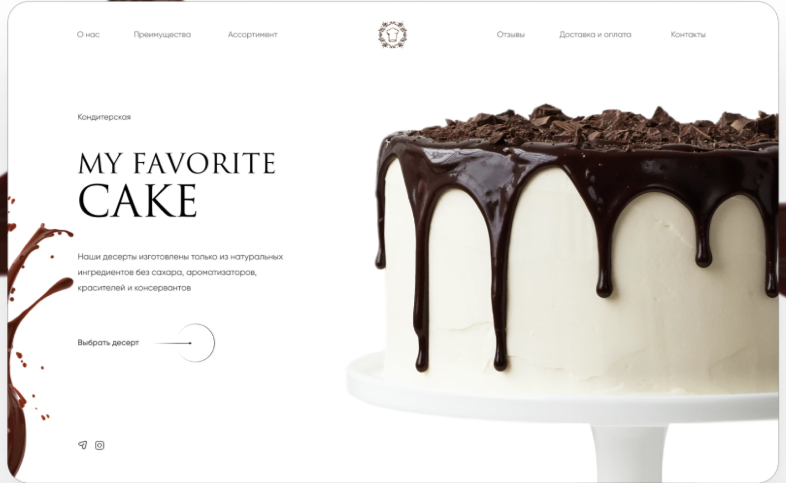 О нас
Преимущества
Ассортимент
Отзывы
Доставка и оплата
Контакты
Кондитерская
MY FAVORITE
CAKE
Наши десерты изготовлены только из натуральных
ингредиентов без сахара, ароматизаторов,
красителей и консервантов
Выбрать десерт